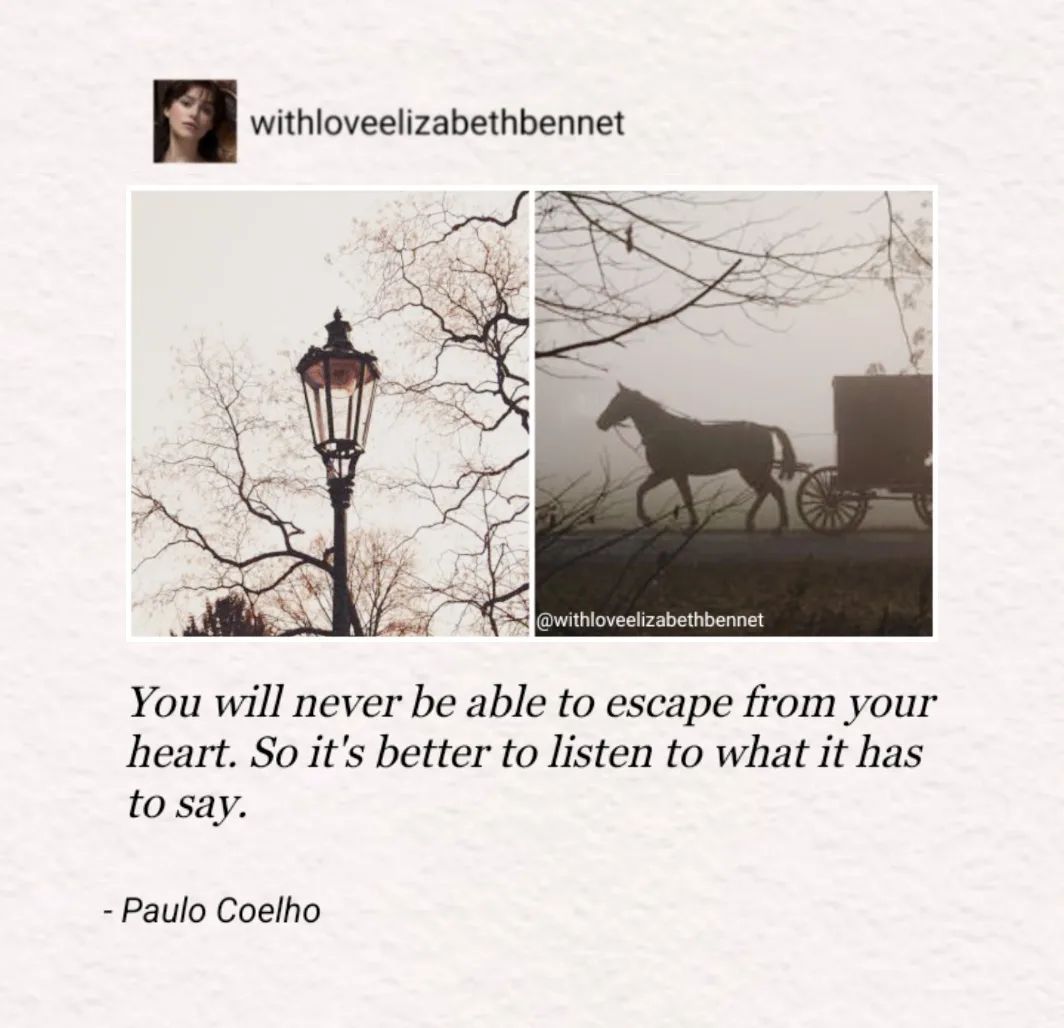 withloveelizabethbennet
@withloveelizabethbennet
You will never be able to escape from your
heart. So it's better to listen to what it has
to say.
- Paulo Coelho